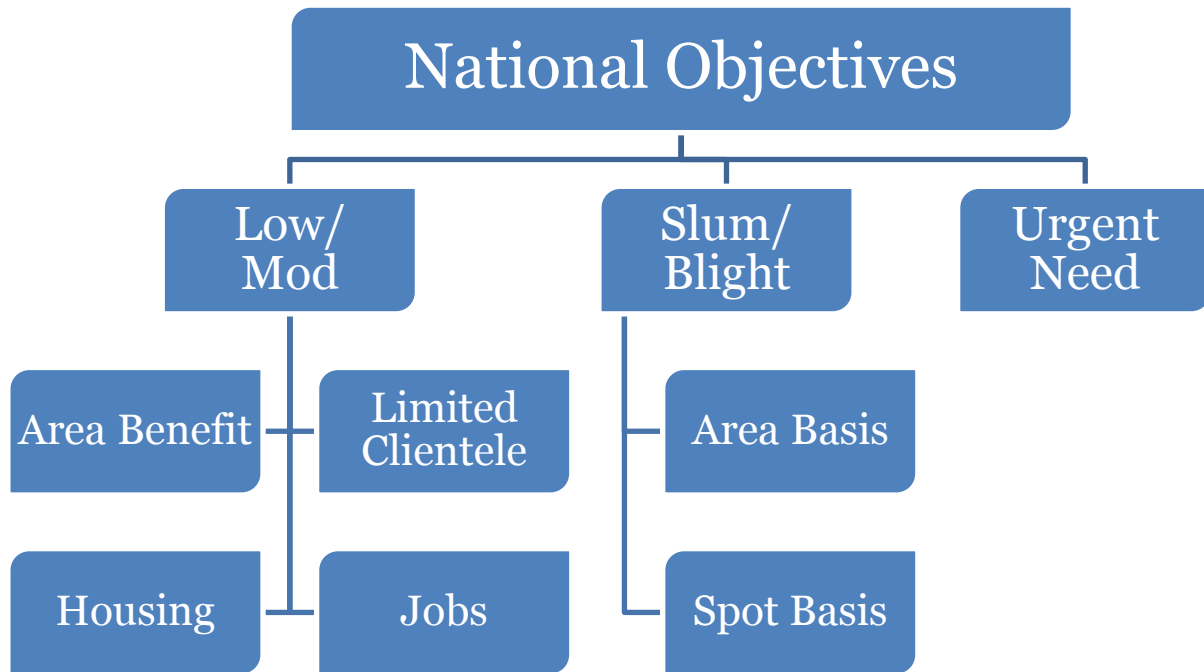 National Objectives
Low/
Mod
Slum/
Blight
Urgent
Need
Area Benefit
Limited
Clientele
Area Basis
Housing
Jobs
Spot Basis